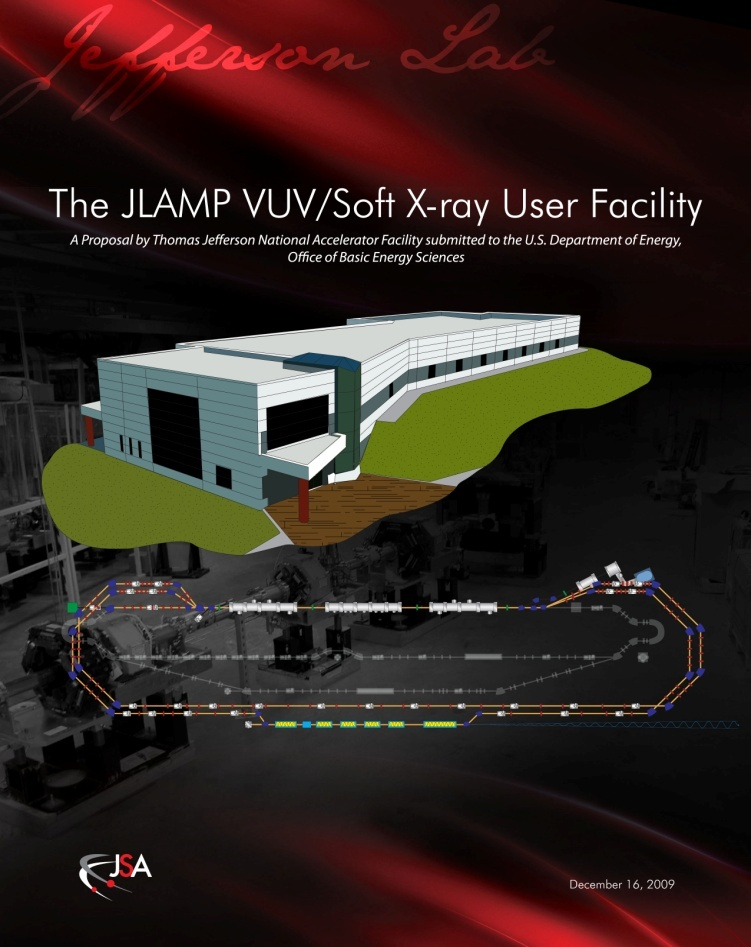 Jefferson Lab
The JLAMP VUV/Soft X-ray User Facility
A Proposal by Thomas Jefferson National Accelerator Facility submitted to the U.S. Department of Energy,
Office of Basic Energy Sciences
JSA
December 16, 2009